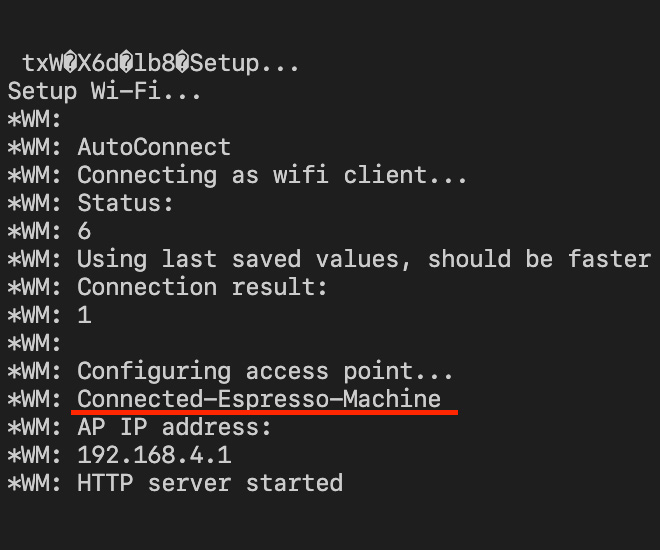 txW�X6d�lb8�Setup...
Setup Wi-Fi...
*WM:
*WM: AutoConnect
*WM: Connecting as wifi client...
*WM: Status:
*WM: 6
*WM: Using last saved values, should be faster
*WM: Connection result:
*WM: 1
*WM:
*WM: Configuring access point...
*WM: Connected-Espresso-Machine
*WM: AP IP address:
*WM: 192.168.4.1
*WM: HTTP server started